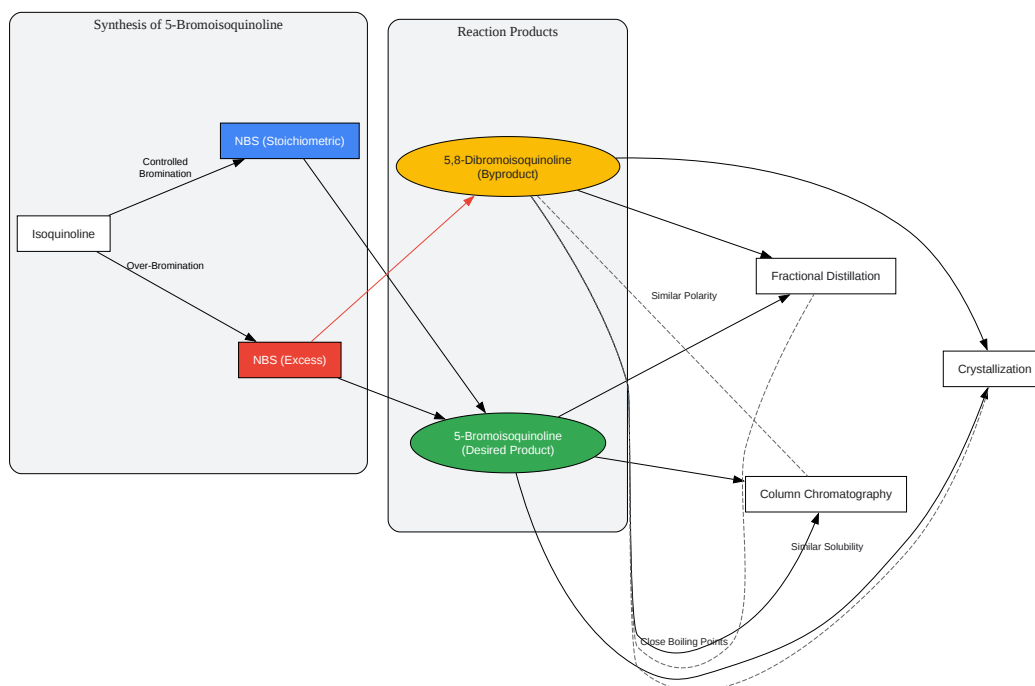 Synthesis of 5-Bromoisoquinoline
Reaction Products
NBS (Stoichiometric)
Controlled
Bromination
5,8-Dibromoisoquinoline
(Byproduct)
Isoquinoline
Over-Bromination
Fractional Distillation
Similar Polarity
NBS (Excess)
Crystallization
5-Bromoisoquinoline
(Desired Product)
Column Chromatography
Similar Solubility
Close Boiling Points